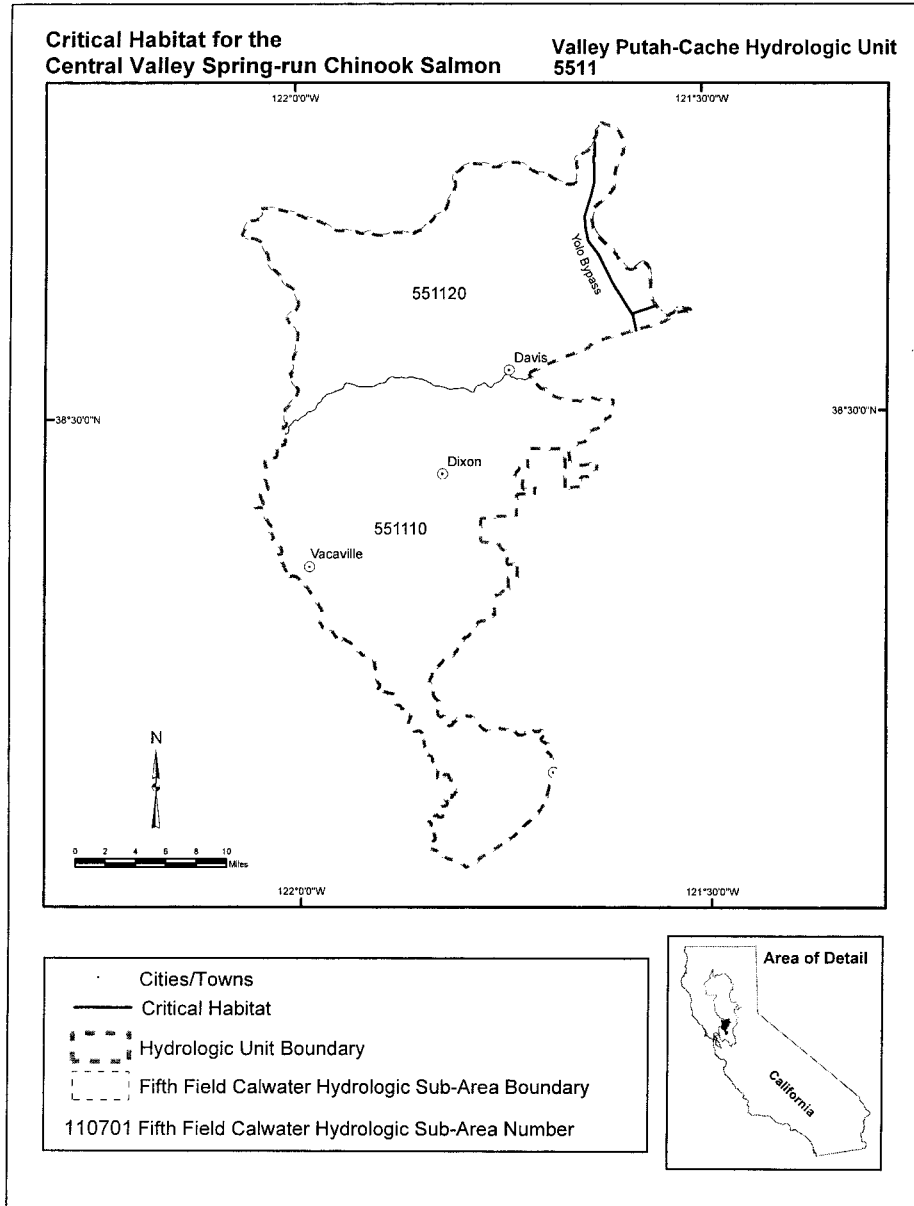 Critical Habitat for the
Central Valley Spring-run Chinook Salmon
Valley Putah-Cache Hydrologic Unit
5511
122°0'0"W
121°30'0"W
Yolo Bypass
551120
Davis
38°30'0"N
38°30'0"N
Dixon
551110
Vacaville
N
0 2 4 6 8 10
Miles
122°0'0"W
121°30'0"W
Cities/Towns
Critical Habitat
Hydrologic Unit Boundary
Fifth Field Calwater Hydrologic Sub-Area Boundary
110701 Fifth Field Calwater Hydrologic Sub-Area Number
Area of Detail
California